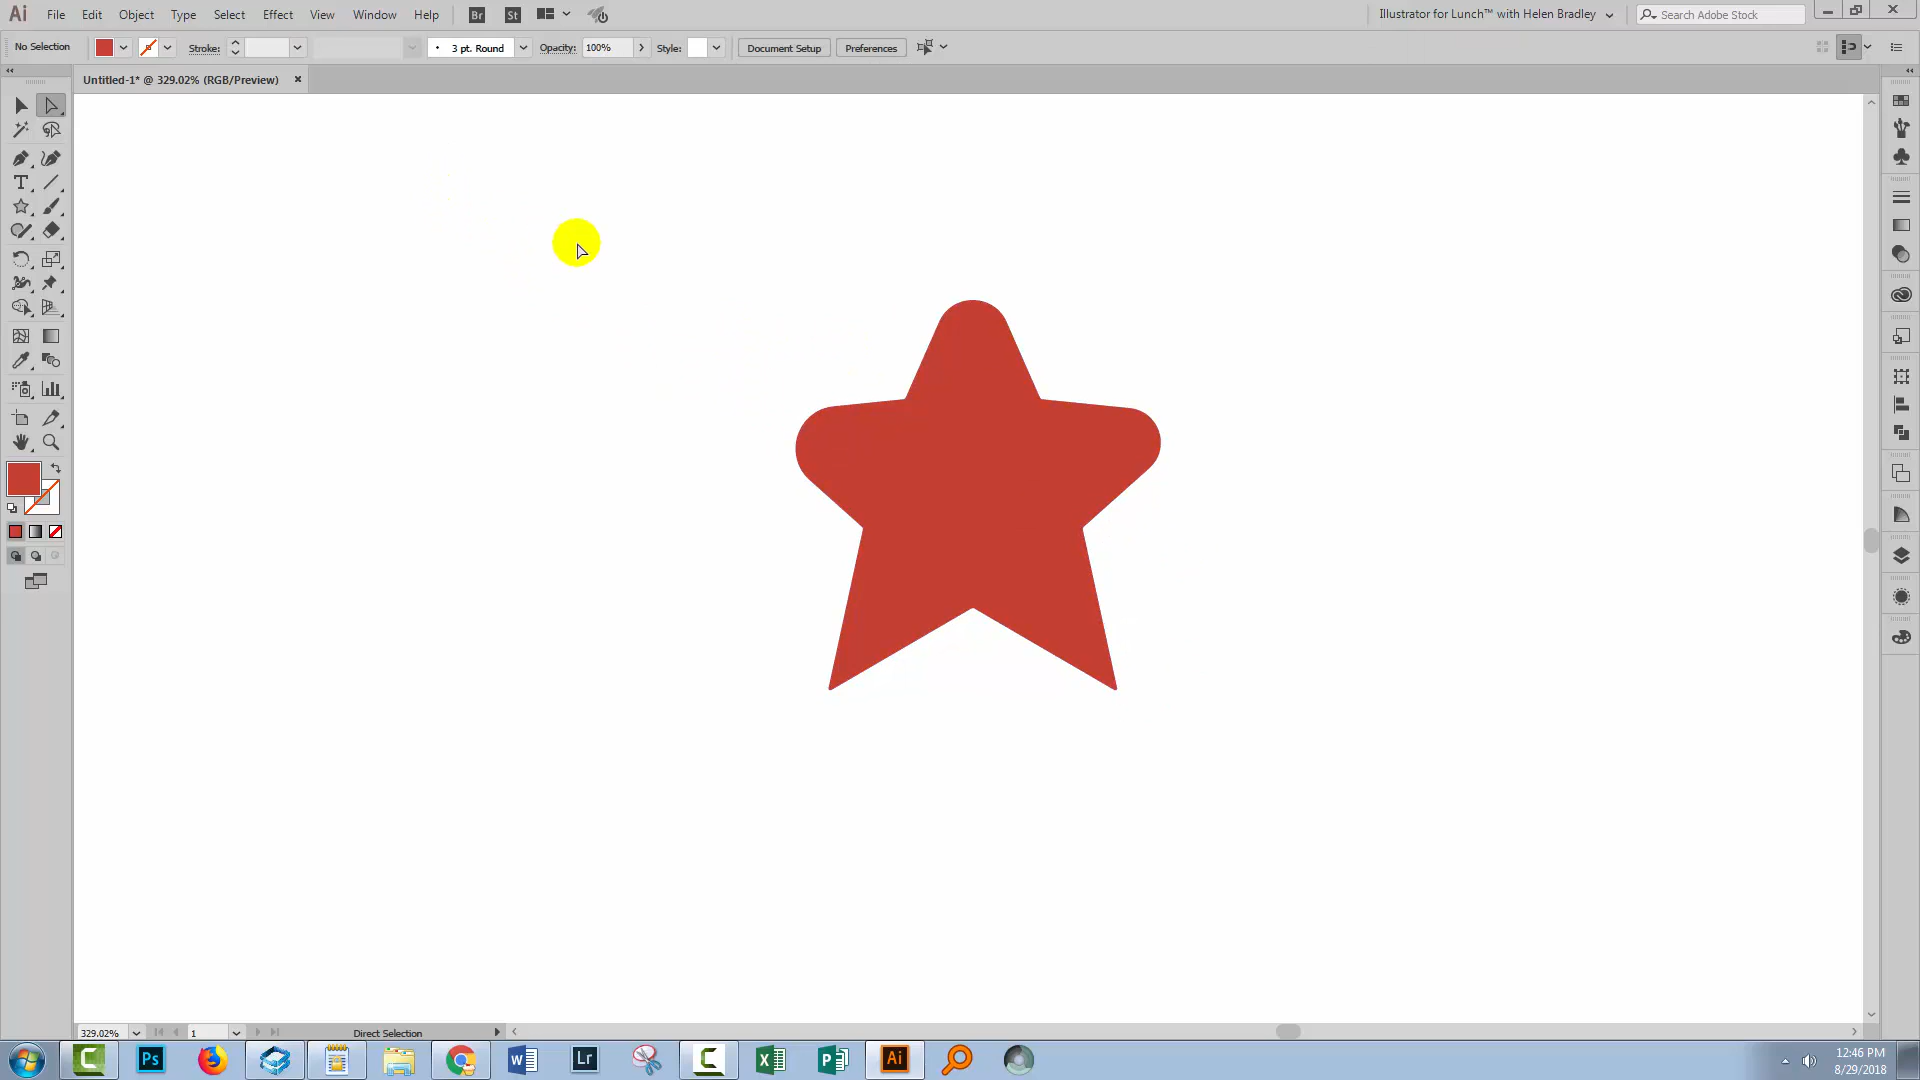 Ai File Edit Object Type Select Effect View Window Help Br St Illustrator for Lunch™ with Helen Bradley Search Adobe Stock
No Selection Stroke: 3 pt. Round Opacity: 100% Style: Document Setup Preferences
Untitled-1* @ 329.02% (RGB/Preview)
T
329.02% 1 Direct Selection
Ps W Lr X P Ai 12:46 PM
8/29/2018